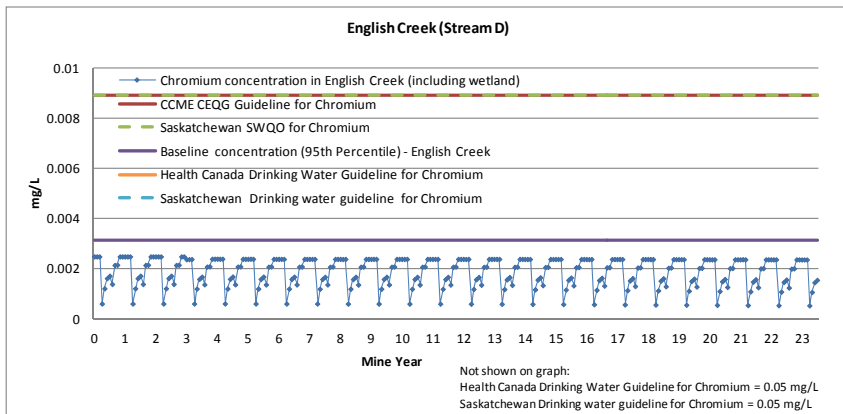 English Creek (Stream D)
0.01
0.008
0.006
0.004
0.002
0
mg/L
Chromium concentration in English Creek (including wetland)
CCME CEQG Guideline for Chromium
Saskatchewan SWQO for Chromium
Baseline concentration (95th Percentile) - English Creek
Health Canada Drinking Water Guideline for Chromium
Saskatchewan Drinking water guideline for Chromium
0 1 2 3 4 5 6 7 8 9 10 11 12 13 14 15 16 17 18 19 20 21 22 23
Mine Year
Not shown on graph:
Health Canada Drinking Water Guideline for Chromium = 0.05 mg/L
Saskatchewan Drinking water guideline for Chromium = 0.05 mg/L